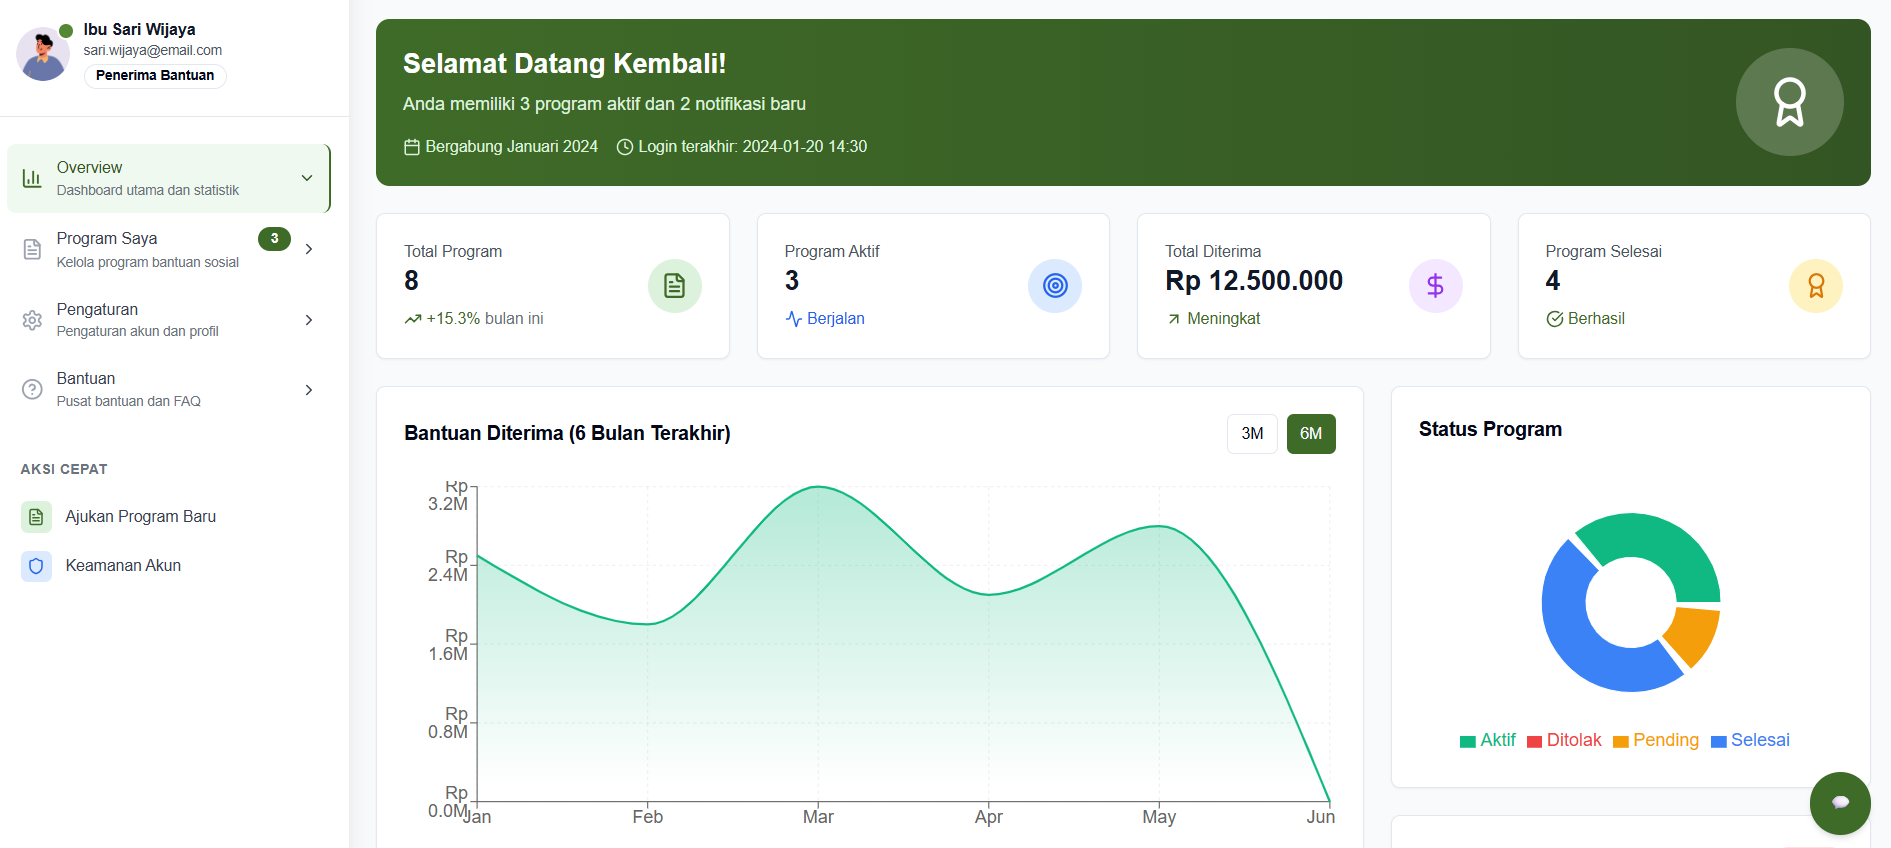 Ibu Sari Wijaya
sari.wijaya@email.com
Penerima Bantuan
Overview
Dashboard utama dan statistik
Program Saya
3
Kelola program bantuan sosial
Pengaturan
Pengaturan akun dan profil
Bantuan
Pusat bantuan dan FAQ
AKSI CEPAT
Ajukan Program Baru
Keamanan Akun
Selamat Datang Kembali!
Anda memiliki 3 program aktif dan 2 notifikasi baru
Bergabung Januari 2024
Login terakhir: 2024-01-20 14:30
Total Program
8
+15.3% bulan ini
Program Aktif
3
Berjalan
Total Diterima
Rp 12.500.000
Meningkat
Program Selesai
4
Berhasil
Bantuan Diterima (6 Bulan Terakhir)
3M
6M
Rp
3.2M
Rp
2.4M
Rp
1.6M
Rp
0.8M
Rp
0.0M
Jan
Feb
Mar
Apr
May
Jun
Status Program
Aktif
Ditolak
Pending
Selesai